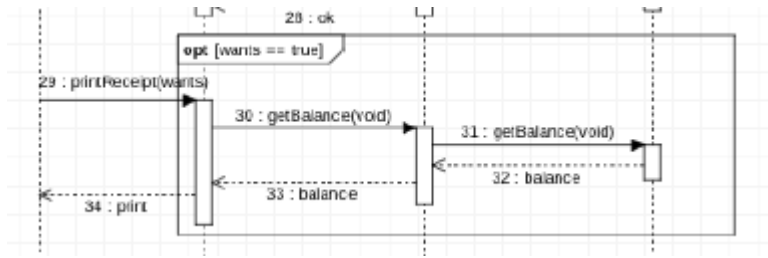 28 : ok
opt [wants == true]
29 : printReceipt(wants)
30 : getBalance(void)
31 : getBalance(void)
32 : balance
33 : balance
34 : print